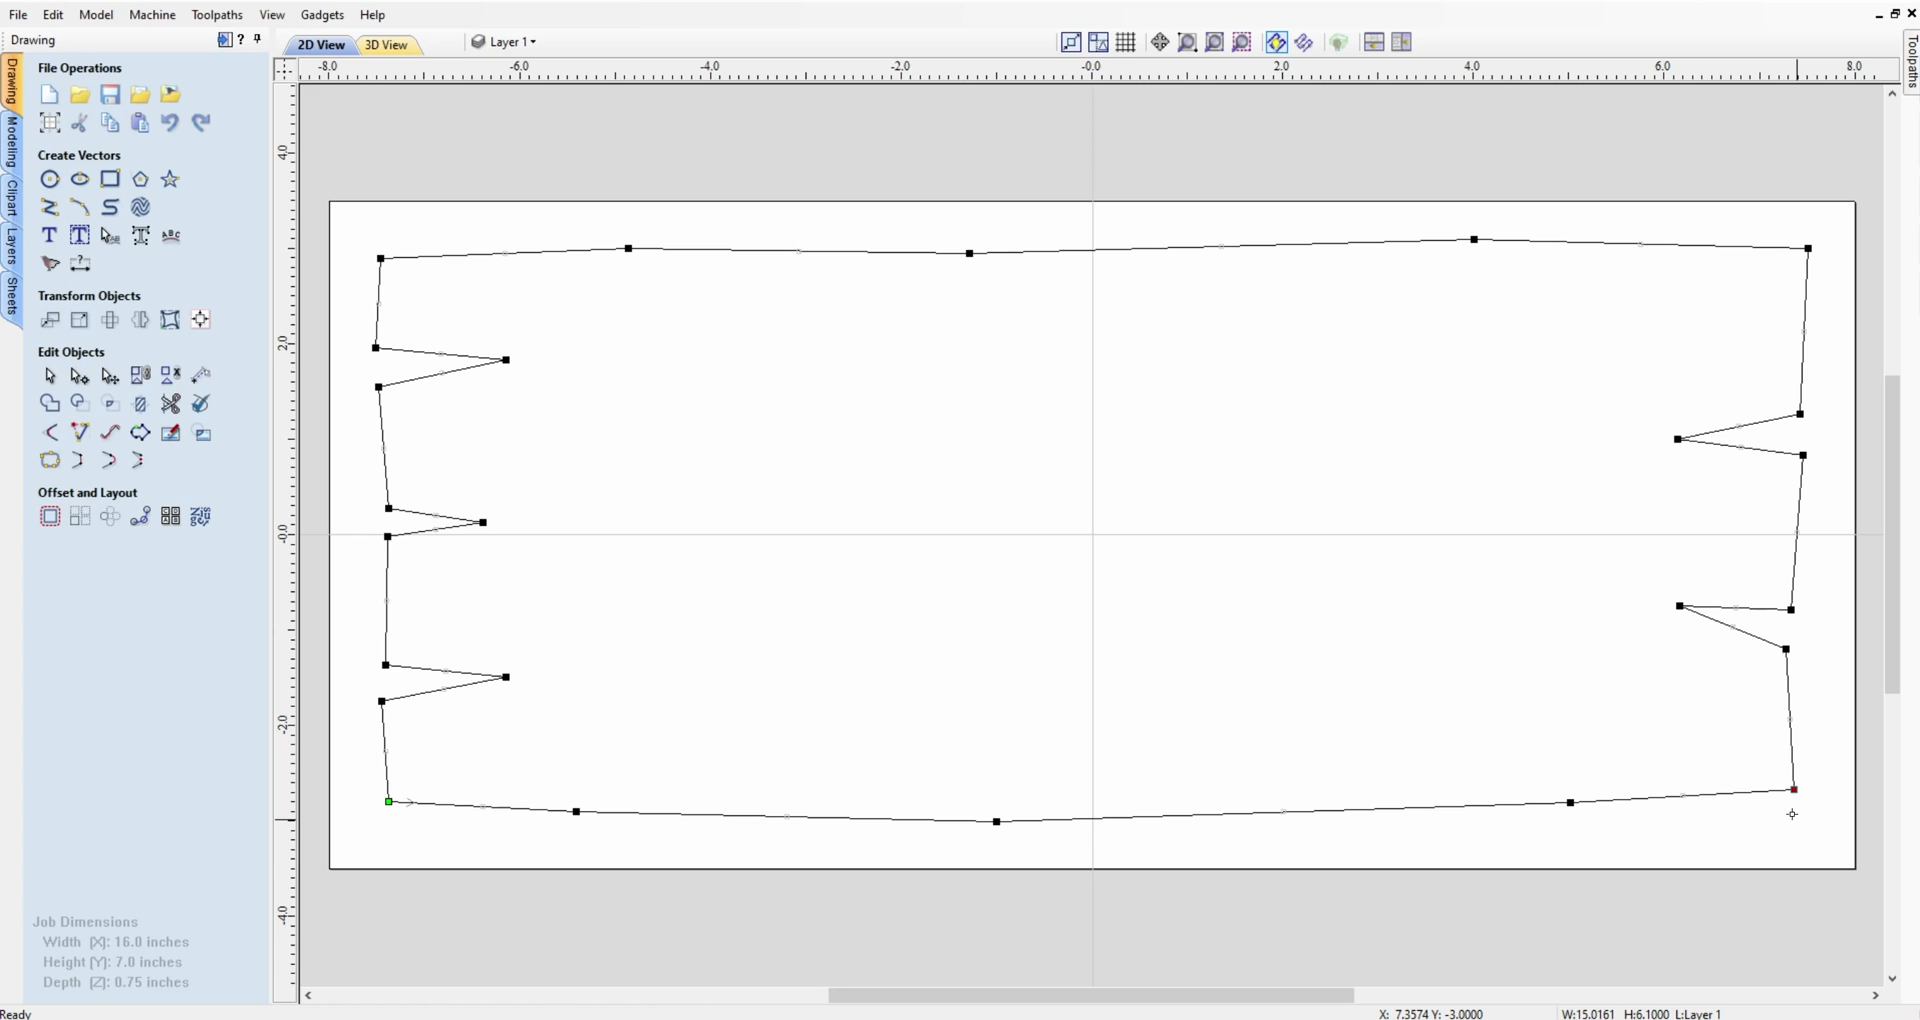 File Edit Model Machine Toolpaths View Gadgets Help
Drawing ?
2D View 3D View Layer 1
Toolpaths
Drawing
Modeling
Clipart
Layers
Sheets
File Operations
Create Vectors
Transform Objects
Edit Objects
Offset and Layout
-8.0 -6.0 -4.0 -2.0 -0.0 2.0 4.0 6.0 8.0
4.0
2.0
-0.0
-2.0
-4.0
Job Dimensions
Width (X): 16.0 inches
Height (Y): 7.0 inches
Depth (Z): 0.75 inches
Ready X: 7.3574 Y: -3.0000 W:15.0161 H:6.1000 L:Layer 1